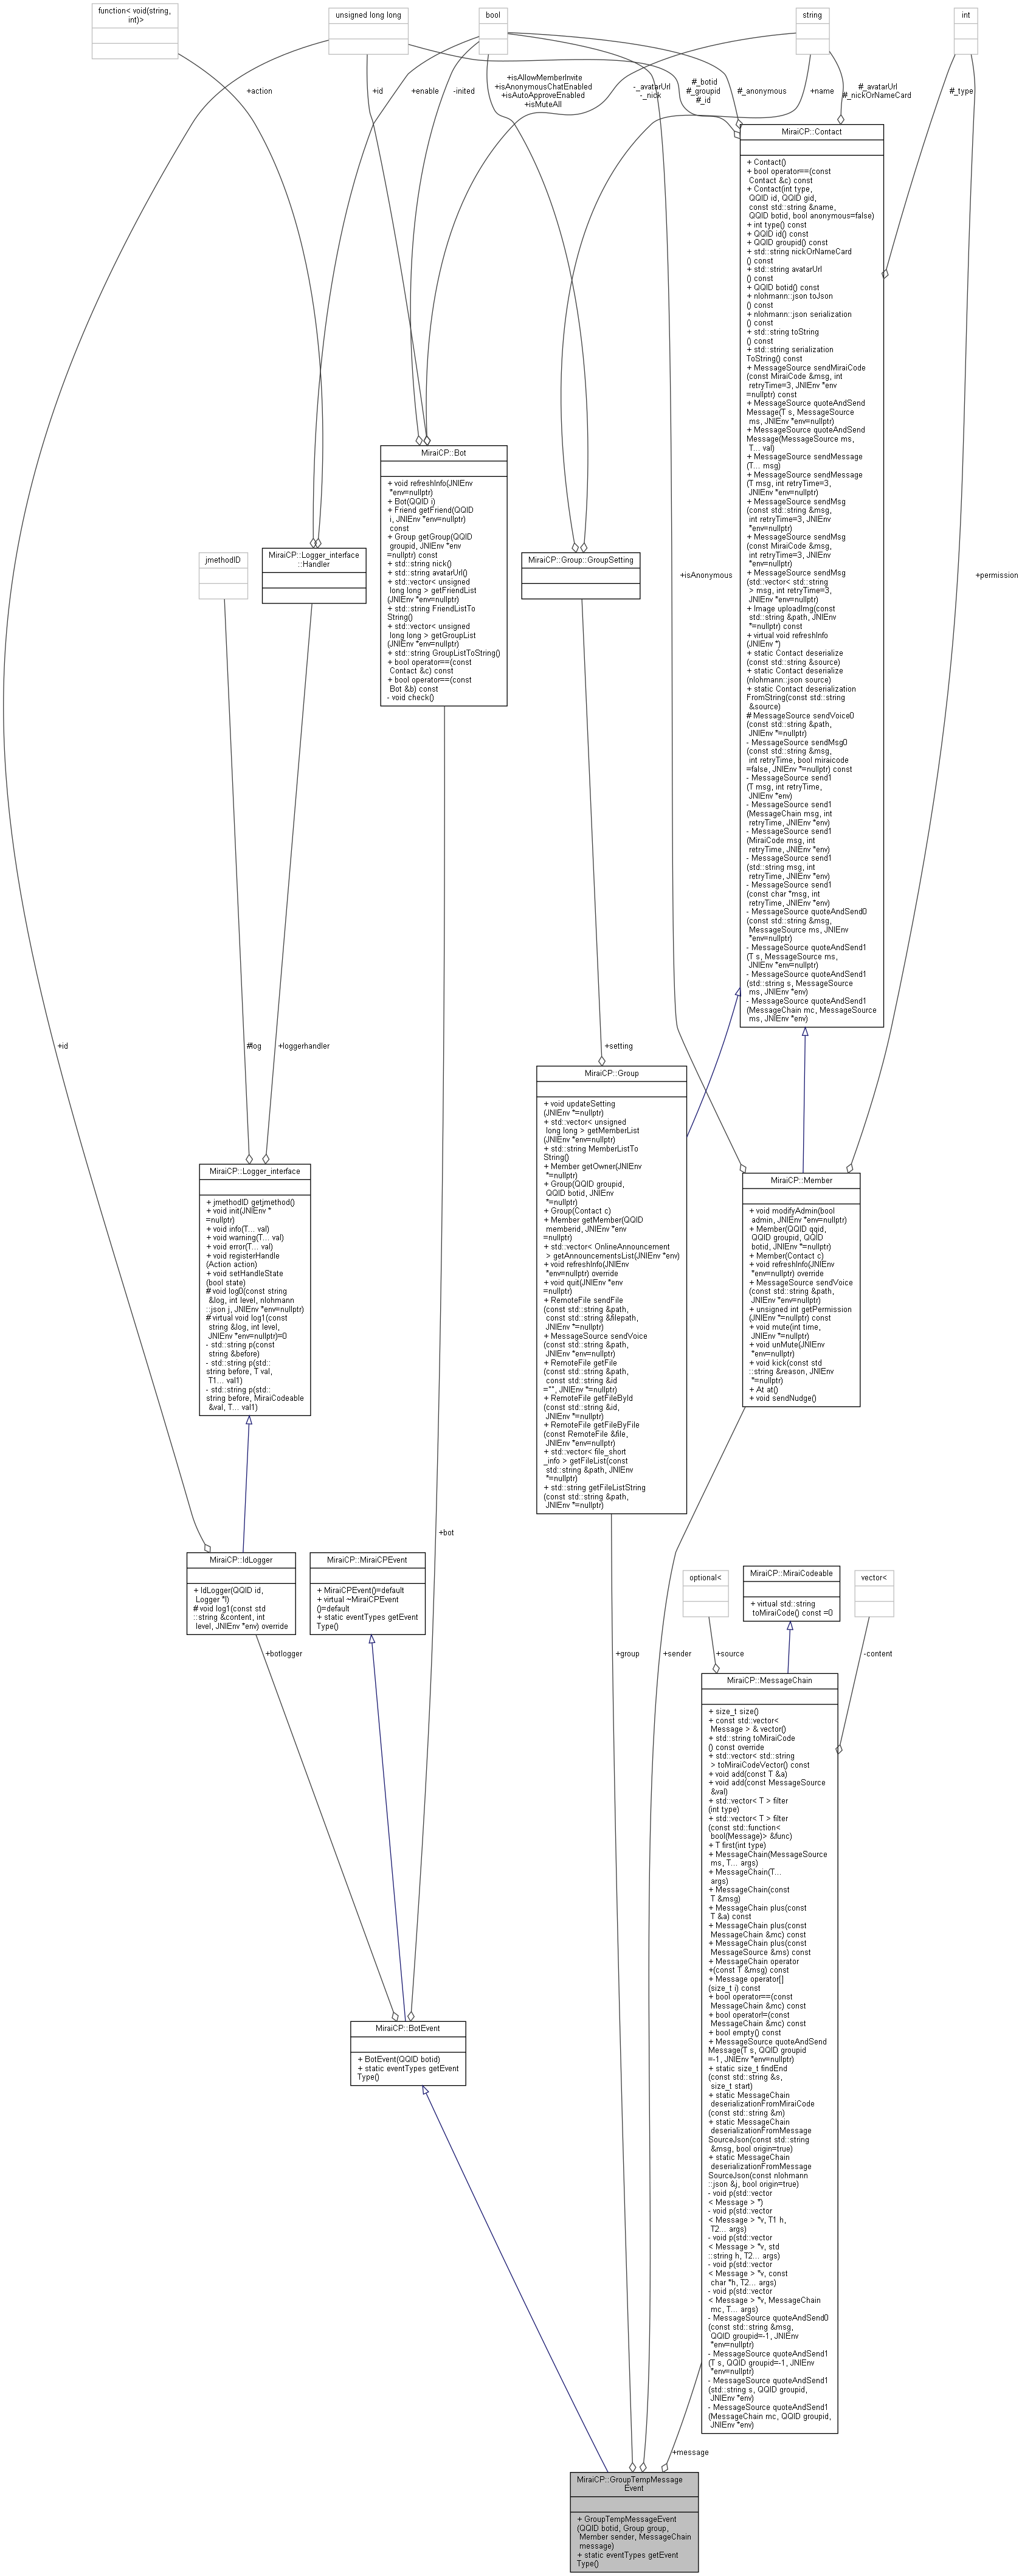 function< void(string,
int)>
unsigned long long
bool
string
int
+action
+id
+enable
-inited
+isAllowMemberInvite
+isAnonymousChatEnabled
+isAutoApproveEnabled
+isMuteAll
-_avatarUrl
-_nick
#_botid
#_groupid
#_id
#_anonymous
+name
#_avatarUrl
#_nickOrNameCard
#_type
MiraiCP::Contact
+ Contact()
+ bool operator==(const
Contact &c) const
+ Contact(int type,
QQID id, QQID gid,
const std::string &name,
QQID botid, bool anonymous=false)
+ int type() const
+ QQID id() const
+ QQID groupid() const
+ std::string nickOrNameCard
() const
+ std::string avatarUrl
() const
+ QQID botid() const
+ nlohmann::json toJson
() const
+ nlohmann::json serialization
() const
+ std::string toString
() const
+ std::string serialization
ToString() const
+ MessageSource sendMiraiCode
(const MiraiCode &msg, int
retryTime=3, JNIEnv *env
=nullptr) const
+ MessageSource quoteAndSend
Message(T s, MessageSource
ms, JNIEnv *env=nullptr)
+ MessageSource quoteAndSend
Message(MessageSource ms,
T... val)
+ MessageSource sendMessage
(T... msg)
+ MessageSource sendMessage
(T msg, int retryTime=3,
JNIEnv *env=nullptr)
+ MessageSource sendMsg
(const std::string &msg,
int retryTime=3, JNIEnv
*env=nullptr)
+ MessageSource sendMsg
(const MiraiCode &msg,
int retryTime=3, JNIEnv
*env=nullptr)
+ MessageSource sendMsg
(std::vector< std::string
> msg, int retryTime=3,
JNIEnv *env=nullptr)
+ Image uploadImg(const
std::string &path, JNIEnv
*=nullptr) const
+ virtual void refreshInfo
(JNIEnv *)
+ static Contact deserialize
(const std::string &source)
+ static Contact deserialize
(nlohmann::json source)
+ static Contact deserialization
FromString(const std::string
&source)
# MessageSource sendVoice0
(const std::string &path,
JNIEnv *=nullptr)
- MessageSource sendMsg0
(const std::string &msg,
int retryTime, bool miraicode
=false, JNIEnv *=nullptr) const
- MessageSource send1
(T msg, int retryTime,
JNIEnv *env)
- MessageSource send1
(MessageChain msg, int
retryTime, JNIEnv *env)
- MessageSource send1
(MiraiCode msg, int
retryTime, JNIEnv *env)
- MessageSource send1
(std::string msg, int
retryTime, JNIEnv *env)
- MessageSource send1
(const char *msg, int
retryTime, JNIEnv *env)
- MessageSource quoteAndSend0
(const std::string &msg,
MessageSource ms, JNIEnv
*env=nullptr)
- MessageSource quoteAndSend1
(T s, MessageSource ms,
JNIEnv *env=nullptr)
- MessageSource quoteAndSend1
(std::string s, MessageSource
ms, JNIEnv *env)
- MessageSource quoteAndSend1
(MessageChain mc, MessageSource
ms, JNIEnv *env)
MiraiCP::Bot
+ void refreshInfo(JNIEnv
*env=nullptr)
+ Bot(QQID i)
+ Friend getFriend(QQID
i, JNIEnv *env=nullptr)
const
+ Group getGroup(QQID
groupid, JNIEnv *env
=nullptr) const
+ std::string nick()
+ std::string avatarUrl()
+ std::vector< unsigned
long long > getFriendList
(JNIEnv *env=nullptr)
+ std::string FriendListTo
String()
+ std::vector< unsigned
long long > getGroupList
(JNIEnv *env=nullptr)
+ std::string GroupListToString()
+ bool operator==(const
Contact &c) const
+ bool operator==(const
Bot &b) const
- void check()
jmethodID
MiraiCP::Logger_interface
::Handler
MiraiCP::Group::GroupSetting
+isAnonymous
+permission
+id
#log
+loggerhandler
+setting
MiraiCP::Group
+ void updateSetting
(JNIEnv *=nullptr)
+ std::vector< unsigned
long long > getMemberList
(JNIEnv *env=nullptr)
+ std::string MemberListTo
String()
+ Member getOwner(JNIEnv
*=nullptr)
+ Group(QQID groupid,
QQID botid, JNIEnv
*=nullptr)
+ Group(Contact c)
+ Member getMember(QQID
memberid, JNIEnv *env
=nullptr)
+ std::vector< OnlineAnnouncement
> getAnnouncementsList(JNIEnv *env)
+ void refreshInfo(JNIEnv
*env=nullptr) override
+ void quit(JNIEnv *env
=nullptr)
+ RemoteFile sendFile
(const std::string &path,
const std::string &filepath,
JNIEnv *=nullptr)
+ MessageSource sendVoice
(const std::string &path,
JNIEnv *env=nullptr)
+ RemoteFile getFile
(const std::string &path,
const std::string &id
="", JNIEnv *=nullptr)
+ RemoteFile getFileById
(const std::string &id,
JNIEnv *=nullptr)
+ RemoteFile getFileByFile
(const RemoteFile &file,
JNIEnv *env=nullptr)
+ std::vector< file_short
_info > getFileList(const
std::string &path, JNIEnv
*=nullptr)
+ std::string getFileListString
(const std::string &path,
JNIEnv *=nullptr)
MiraiCP::Logger_interface
+ jmethodID getjmethod()
+ void init(JNIEnv *
=nullptr)
+ void info(T... val)
+ void warning(T... val)
+ void error(T... val)
+ void registerHandle
(Action action)
+ void setHandleState
(bool state)
# void log0(const string
&log, int level, nlohmann
::json j, JNIEnv *env=nullptr)
# virtual void log1(const
string &log, int level,
JNIEnv *env=nullptr)=0
- std::string p(const
string &before)
- std::string p(std::
string before, T val,
T1... val1)
- std::string p(std::
string before, MiraiCodeable
&val, T... val1)
MiraiCP::Member
+ void modifyAdmin(bool
admin, JNIEnv *env=nullptr)
+ Member(QQID qqid,
QQID groupid, QQID
botid, JNIEnv *=nullptr)
+ Member(Contact c)
+ void refreshInfo(JNIEnv
*env=nullptr) override
+ MessageSource sendVoice
(const std::string &path,
JNIEnv *env=nullptr)
+ unsigned int getPermission
(JNIEnv *=nullptr) const
+ void mute(int time,
JNIEnv *=nullptr)
+ void unMute(JNIEnv
*env=nullptr)
+ void kick(const std
::string &reason, JNIEnv
*=nullptr)
+ At at()
+ void sendNudge()
+bot
MiraiCP::IdLogger
+ IdLogger(QQID id,
Logger *l)
# void log1(const std
::string &content, int
level, JNIEnv *env) override
MiraiCP::MiraiCPEvent
+ MiraiCPEvent()=default
+ virtual ~MiraiCPEvent
()=default
+ static eventTypes getEvent
Type()
optional<
MiraiCP::MiraiCodeable
+ virtual std::string
toMiraiCode() const =0
vector<
+botlogger
+group
+sender
+source
-content
MiraiCP::MessageChain
+ size_t size()
+ const std::vector<
Message > & vector()
+ std::string toMiraiCode
() const override
+ std::vector< std::string
> toMiraiCodeVector() const
+ void add(const T &a)
+ void add(const MessageSource
&val)
+ std::vector< T > filter
(int type)
+ std::vector< T > filter
(const std::function<
bool(Message)> &func)
+ T first(int type)
+ MessageChain(MessageSource
ms, T... args)
+ MessageChain(T...
args)
+ MessageChain(const
T &msg)
+ MessageChain plus(const
T &a) const
+ MessageChain plus(const
MessageChain &mc) const
+ MessageChain plus(const
MessageSource &ms) const
+ MessageChain operator
+(const T &msg) const
+ Message operator[]
(size_t i) const
+ bool operator==(const
MessageChain &mc) const
+ bool operator!=(const
MessageChain &mc) const
+ bool empty() const
+ MessageSource quoteAndSend
Message(T s, QQID groupid
=-1, JNIEnv *env=nullptr)
+ static size_t findEnd
(const std::string &s,
size_t start)
+ static MessageChain
deserializationFromMiraiCode
(const std::string &m)
+ static MessageChain
deserializationFromMessage
SourceJson(const std::string
&msg, bool origin=true)
+ static MessageChain
deserializationFromMessage
SourceJson(const nlohmann
::json &j, bool origin=true)
- void p(std::vector
< Message > *)
- void p(std::vector
< Message > *v, T1 h,
T2... args)
- void p(std::vector
< Message > *v, std
::string h, T2... args)
- void p(std::vector
< Message > *v, const
char *h, T2... args)
- void p(std::vector
< Message > *v, MessageChain
mc, T... args)
- MessageSource quoteAndSend0
(const std::string &msg,
QQID groupid=-1, JNIEnv
*env=nullptr)
- MessageSource quoteAndSend1
(T s, QQID groupid=-1, JNIEnv
*env=nullptr)
- MessageSource quoteAndSend1
(std::string s, QQID groupid,
JNIEnv *env)
- MessageSource quoteAndSend1
(MessageChain mc, QQID groupid,
JNIEnv *env)
MiraiCP::BotEvent
+ BotEvent(QQID botid)
+ static eventTypes getEvent
Type()
+message
MiraiCP::GroupTempMessage
Event
+ GroupTempMessageEvent
(QQID botid, Group group,
Member sender, MessageChain
message)
+ static eventTypes getEvent
Type()